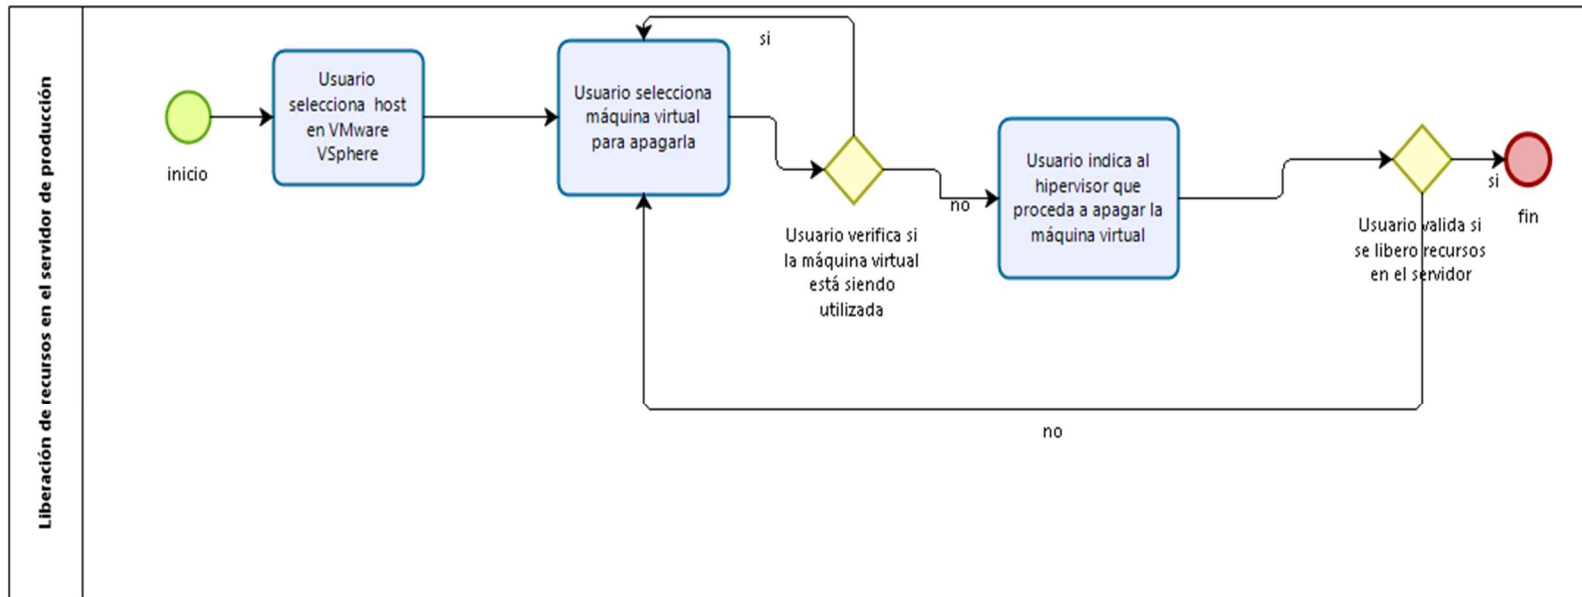 Liberación de recursos en el servidor de producción
inicio
Usuario
selecciona host
en VMware
VSphere
Usuario selecciona
máquina virtual
para apagarla
si
Usuario verifica si
la máquina virtual
está siendo
utilizada
no
Usuario indica al
hipervisor que
proceda a apagar la
máquina virtual
Usuario valida si
se libero recursos
en el servidor
si
fin
no